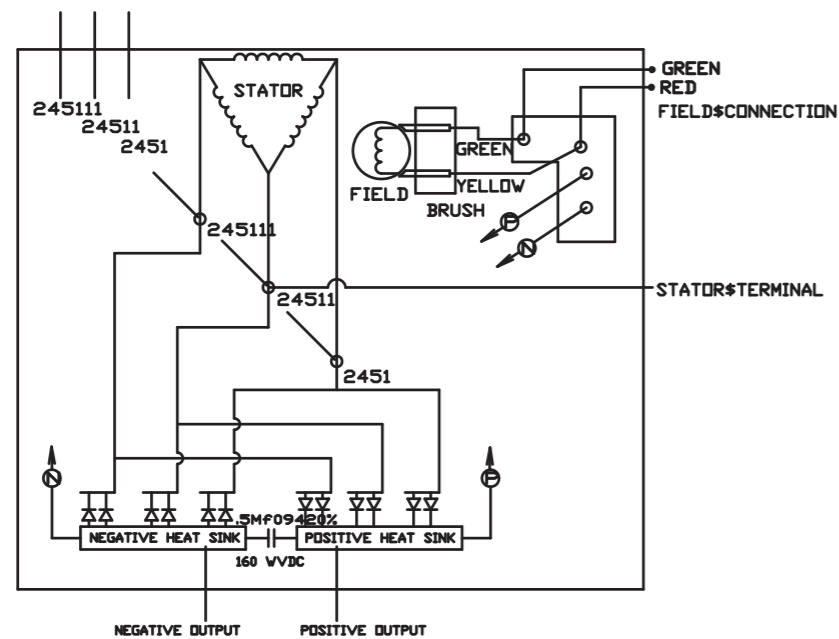 GREEN
RED
FIELD$CONNECTION
STATOR
245111
24511
2451
GREEN
YELLOW
FIELD
BRUSH
P
N
245111
24511
STATOR$TERMINAL
2451
N
P
.5Mf09420%
NEGATIVE HEAT SINK
POSITIVE HEAT SINK
160 WVDC
NEGATIVE OUTPUT
POSITIVE OUTPUT